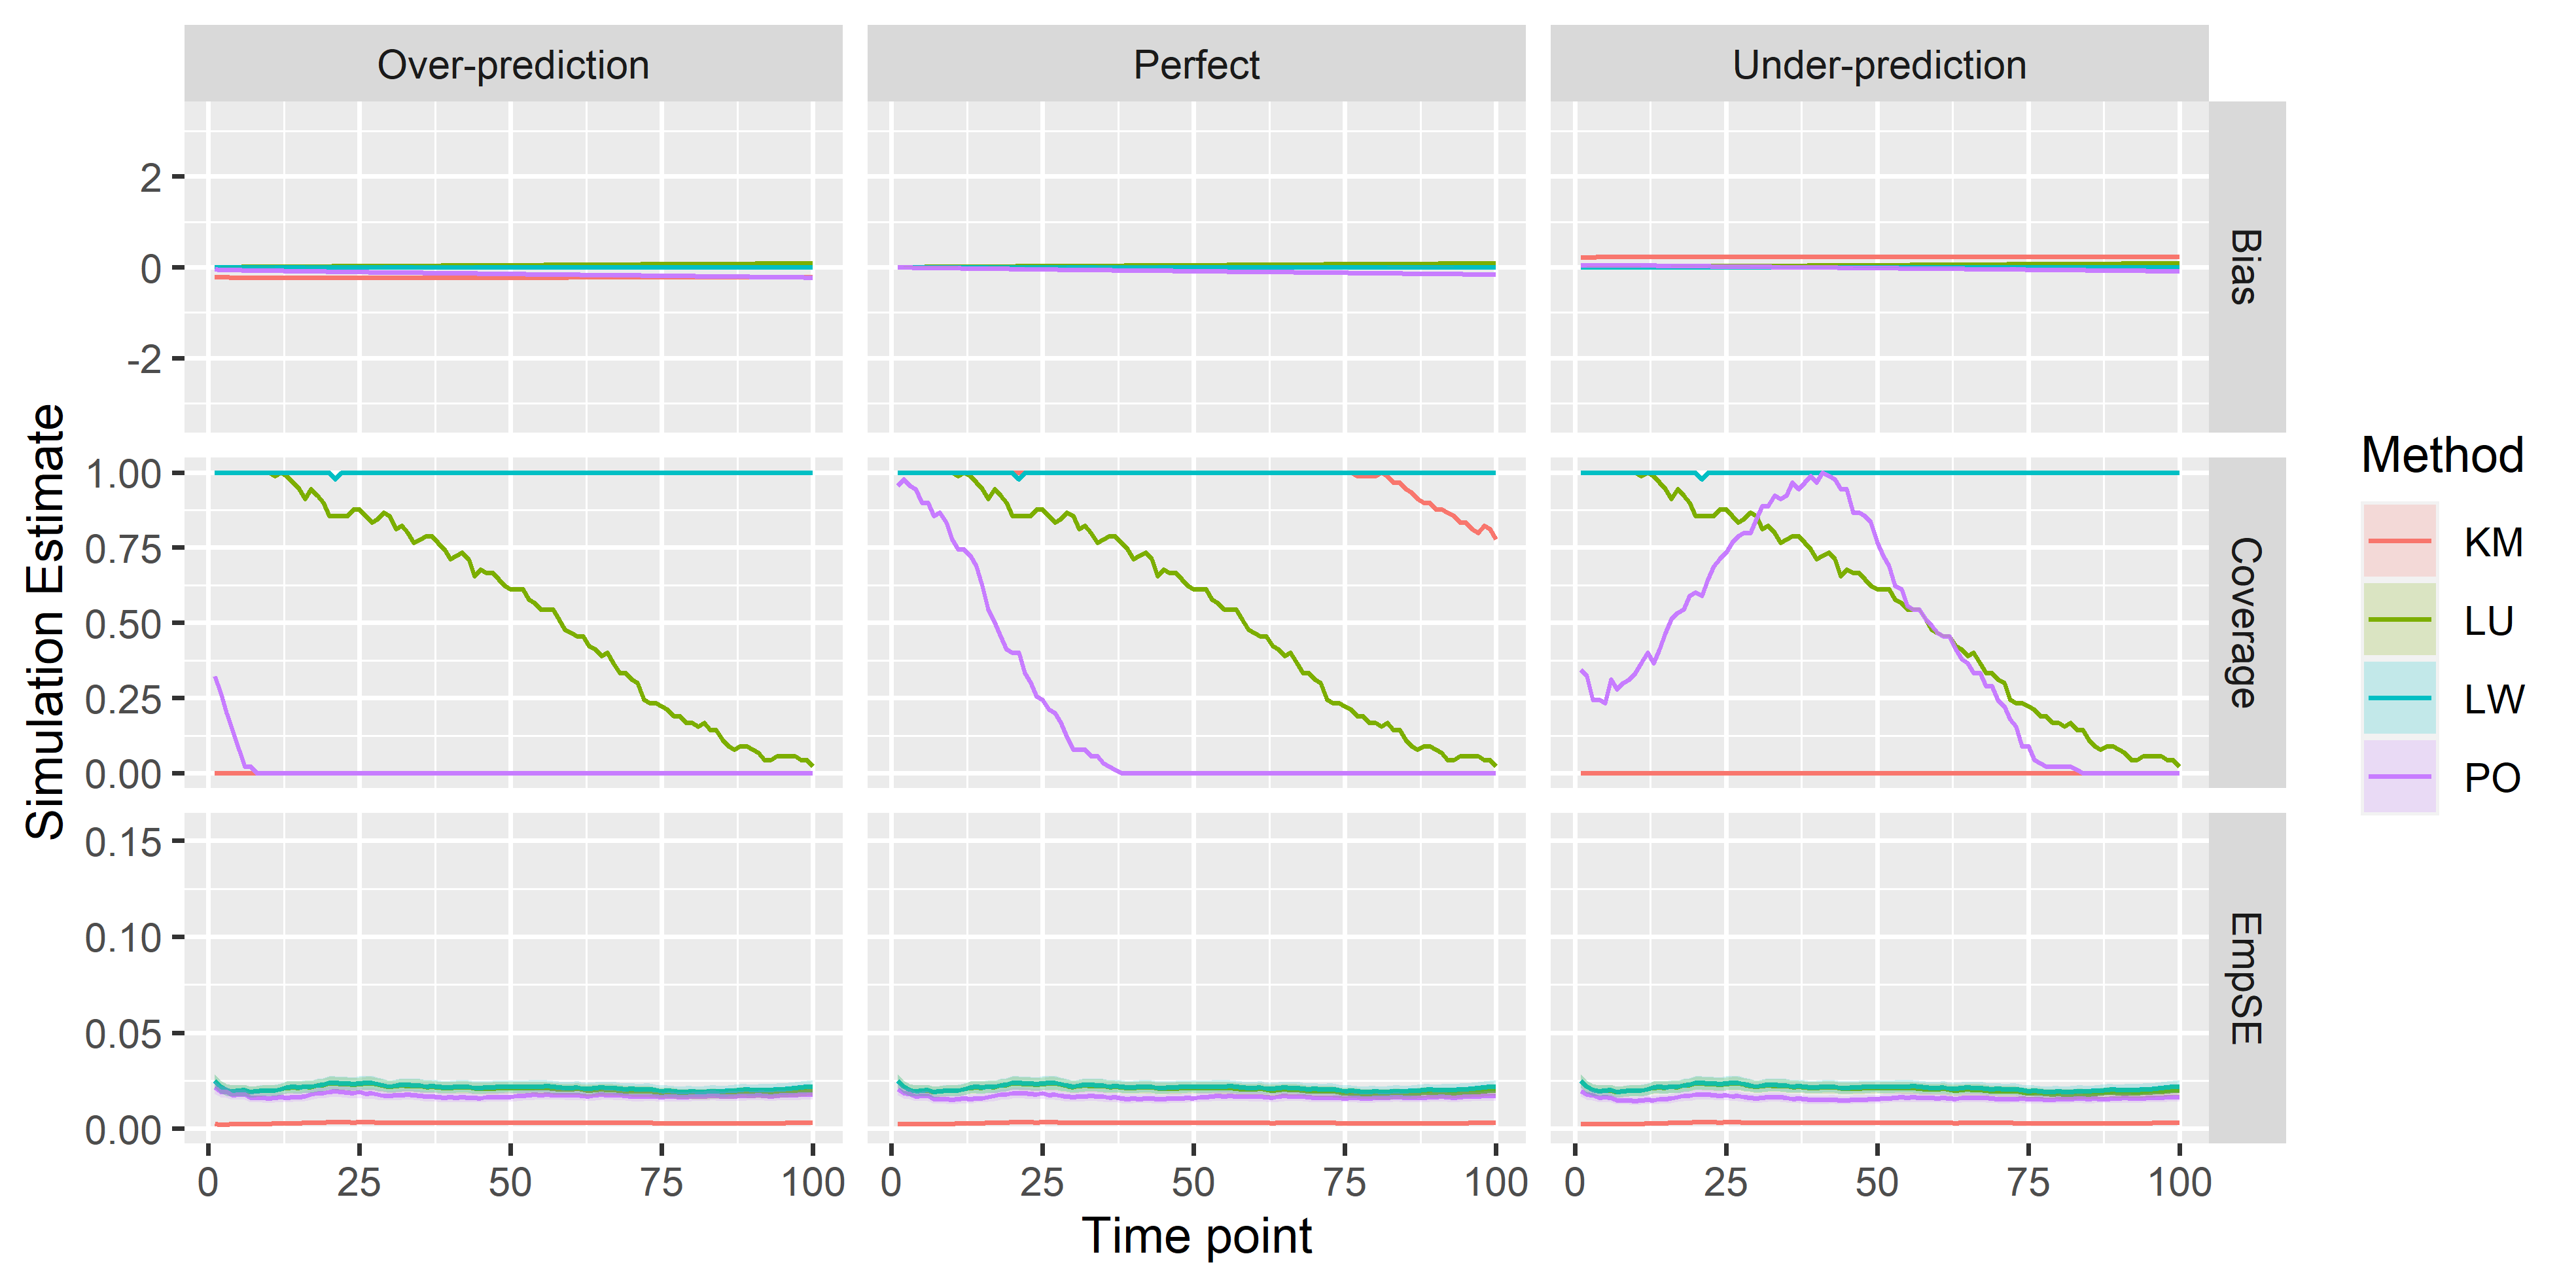 Over-prediction
Perfect
Under-prediction
Simulation Estimate
2
0
-2
Bias
1.00
0.75
0.50
0.25
0.00
Coverage
0.15
0.10
0.05
0.00
EmpSE
0 25 50 75 100
0 25 50 75 100
0 25 50 75 100
Time point
Method
KM
LU
LW
PO